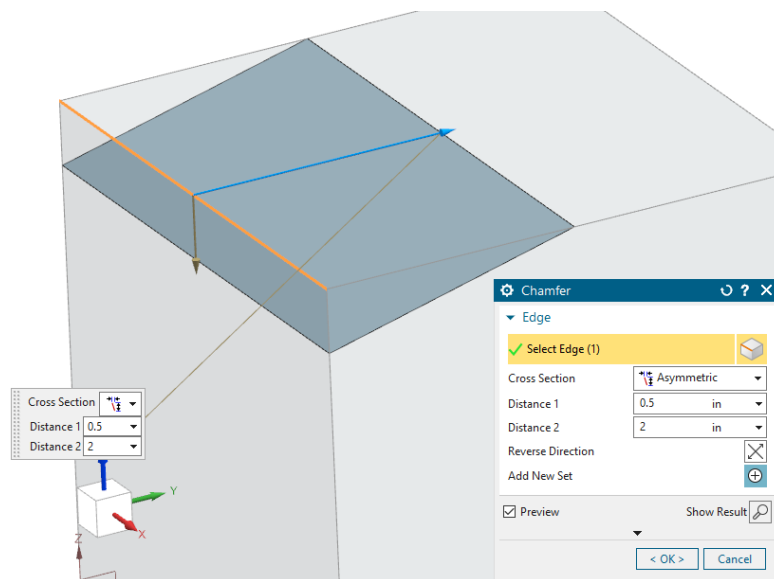 Chamfer
Edge
Select Edge (1)
Cross Section Asymmetric
Distance 1 0.5 in
Distance 2 2 in
Reverse Direction
Add New Set
Preview Show Result
< OK > Cancel
Cross Section
Distance 1 0.5
Distance 2 2
Y
X
Z